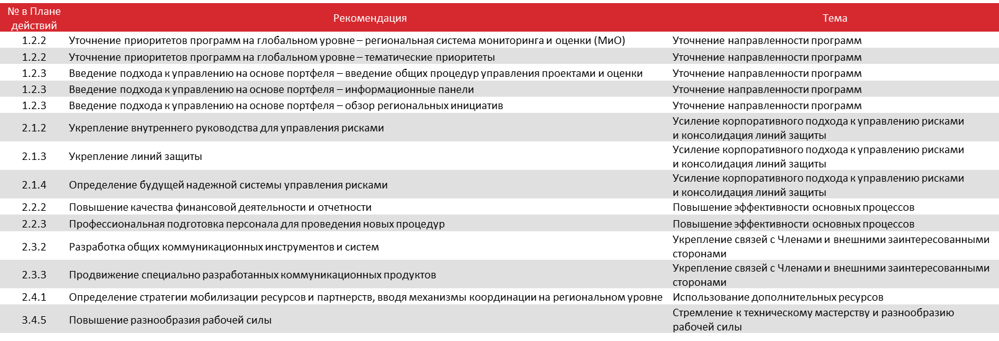 № в Плане
действий
Рекомендация
Тема
1.2.2 Уточнение приоритетов программ на глобальном уровне – региональная система мониторинга и оценки (МиО) Уточнение направленности программ
1.2.2 Уточнение приоритетов программ на глобальном уровне – тематические приоритеты Уточнение направленности программ
1.2.3 Введение подхода к управлению на основе портфеля – введение общих процедур управления проектами и оценки Уточнение направленности программ
1.2.3 Введение подхода к управлению на основе портфеля – информационные панели Уточнение направленности программ
1.2.3 Введение подхода к управлению на основе портфеля – обзор региональных инициатив Уточнение направленности программ
2.1.2 Укрепление внутреннего руководства для управления рисками Усиление корпоративного подхода к управлению рисками
и консолидация линий защиты
2.1.3 Укрепление линий защиты Усиление корпоративного подхода к управлению рисками
и консолидация линий защиты
2.1.4 Определение будущей надежной системы управления рисками Усиление корпоративного подхода к управлению рисками
и консолидация линий защиты
2.2.2 Повышение качества финансовой деятельности и отчетности Повышение эффективности основных процессов
2.2.3 Профессиональная подготовка персонала для проведения новых процедур Повышение эффективности основных процессов
2.3.2 Разработка общих коммуникационных инструментов и систем Укрепление связей с Членами и внешними заинтересованными
сторонами
2.3.3 Продвижение специально разработанных коммуникационных продуктов Укрепление связей с Членами и внешними заинтересованными
сторонами
2.4.1 Определение стратегии мобилизации ресурсов и партнерств, вводя механизмы координации на региональном уровне Использование дополнительных ресурсов
3.4.5 Повышение разнообразия рабочей силы Стремление к техническому мастерству и разнообразию
рабочей силы